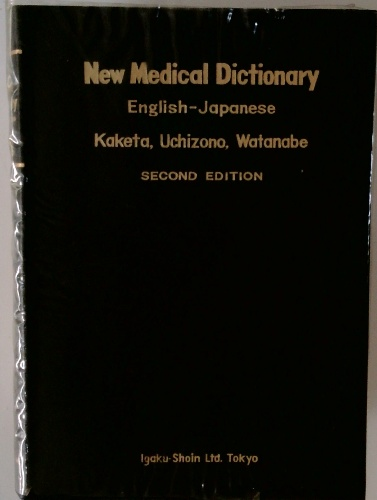 New Medical Dictionary
English-Japanese
Kaketa, Uchizono, Watanabe
SECOND EDITION
Igaku-Shoin Ltd. Tokyo